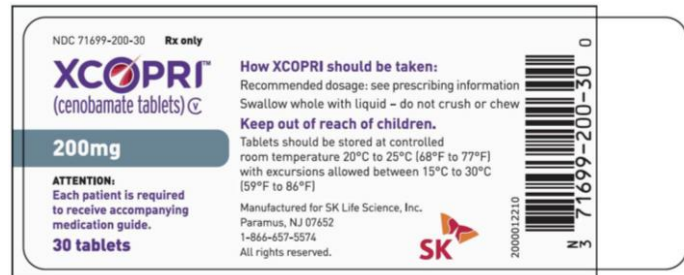 NDC 71699-200-30 Rx only
XCOPRI™
(cenobamate tablets) CV
200mg
ATTENTION:
Each patient is required
to receive accompanying
medication guide.
30 tablets
How XCOPRI should be taken:
Recommended dosage: see prescribing information
Swallow whole with liquid – do not crush or chew
Keep out of reach of children.
Tablets should be stored at controlled
room temperature 20°C to 25°C (68°F to 77°F)
with excursions allowed between 15°C to 30°C
(59°F to 86°F)
Manufactured for SK Life Science, Inc.
Paramus, NJ 07652
1-866-657-5574
All rights reserved.
SK
2000012210
N3 71699-200-30 0